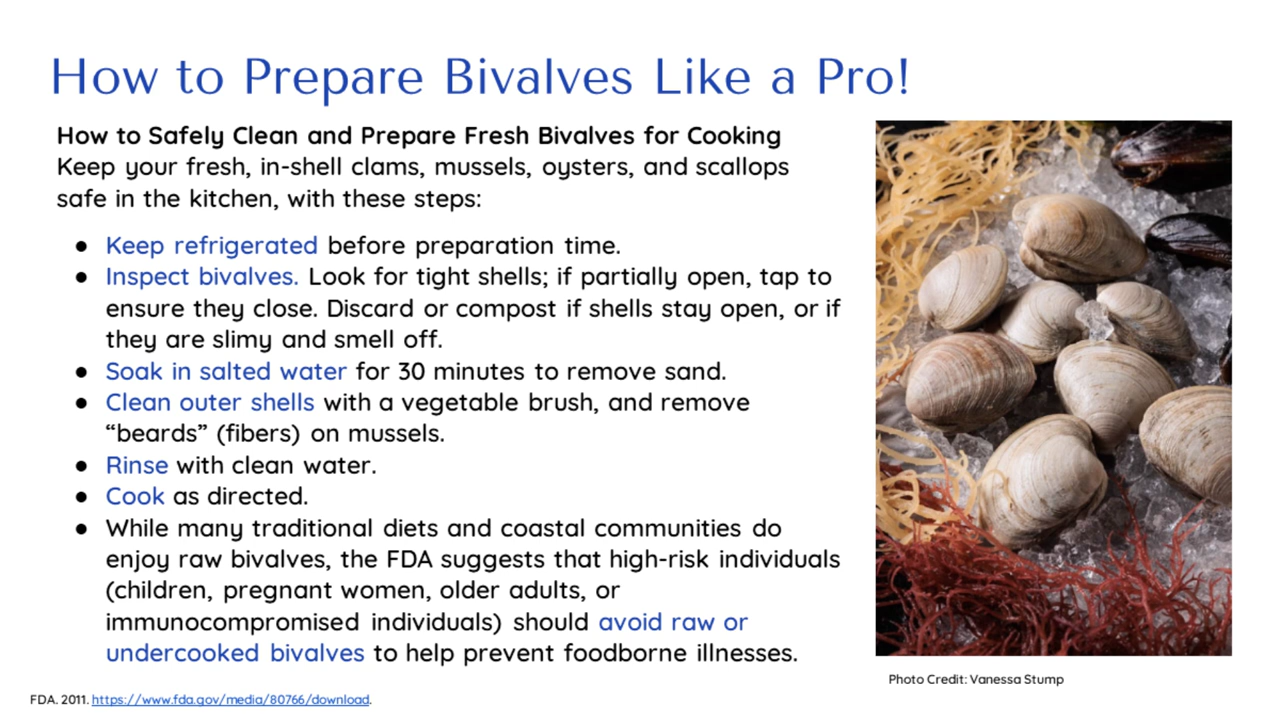 How to Prepare Bivalves Like a Pro!
How to Safely Clean and Prepare Fresh Bivalves for Cooking
Keep your fresh, in-shell clams, mussels, oysters, and scallops
safe in the kitchen, with these steps:
● Keep refrigerated before preparation time.
● Inspect bivalves. Look for tight shells; if partially open, tap to
ensure they close. Discard or compost if shells stay open, or if
they are slimy and smell off.
● Soak in salted water for 30 minutes to remove sand.
● Clean outer shells with a vegetable brush, and remove
“beards” (fibers) on mussels.
● Rinse with clean water.
● Cook as directed.
● While many traditional diets and coastal communities do
enjoy raw bivalves, the FDA suggests that high-risk individuals
(children, pregnant women, older adults, or
immunocompromised individuals) should avoid raw or
undercooked bivalves to help prevent foodborne illnesses.
Photo Credit: Vanessa Stump
FDA. 2011. https://www.fda.gov/media/80766/download.